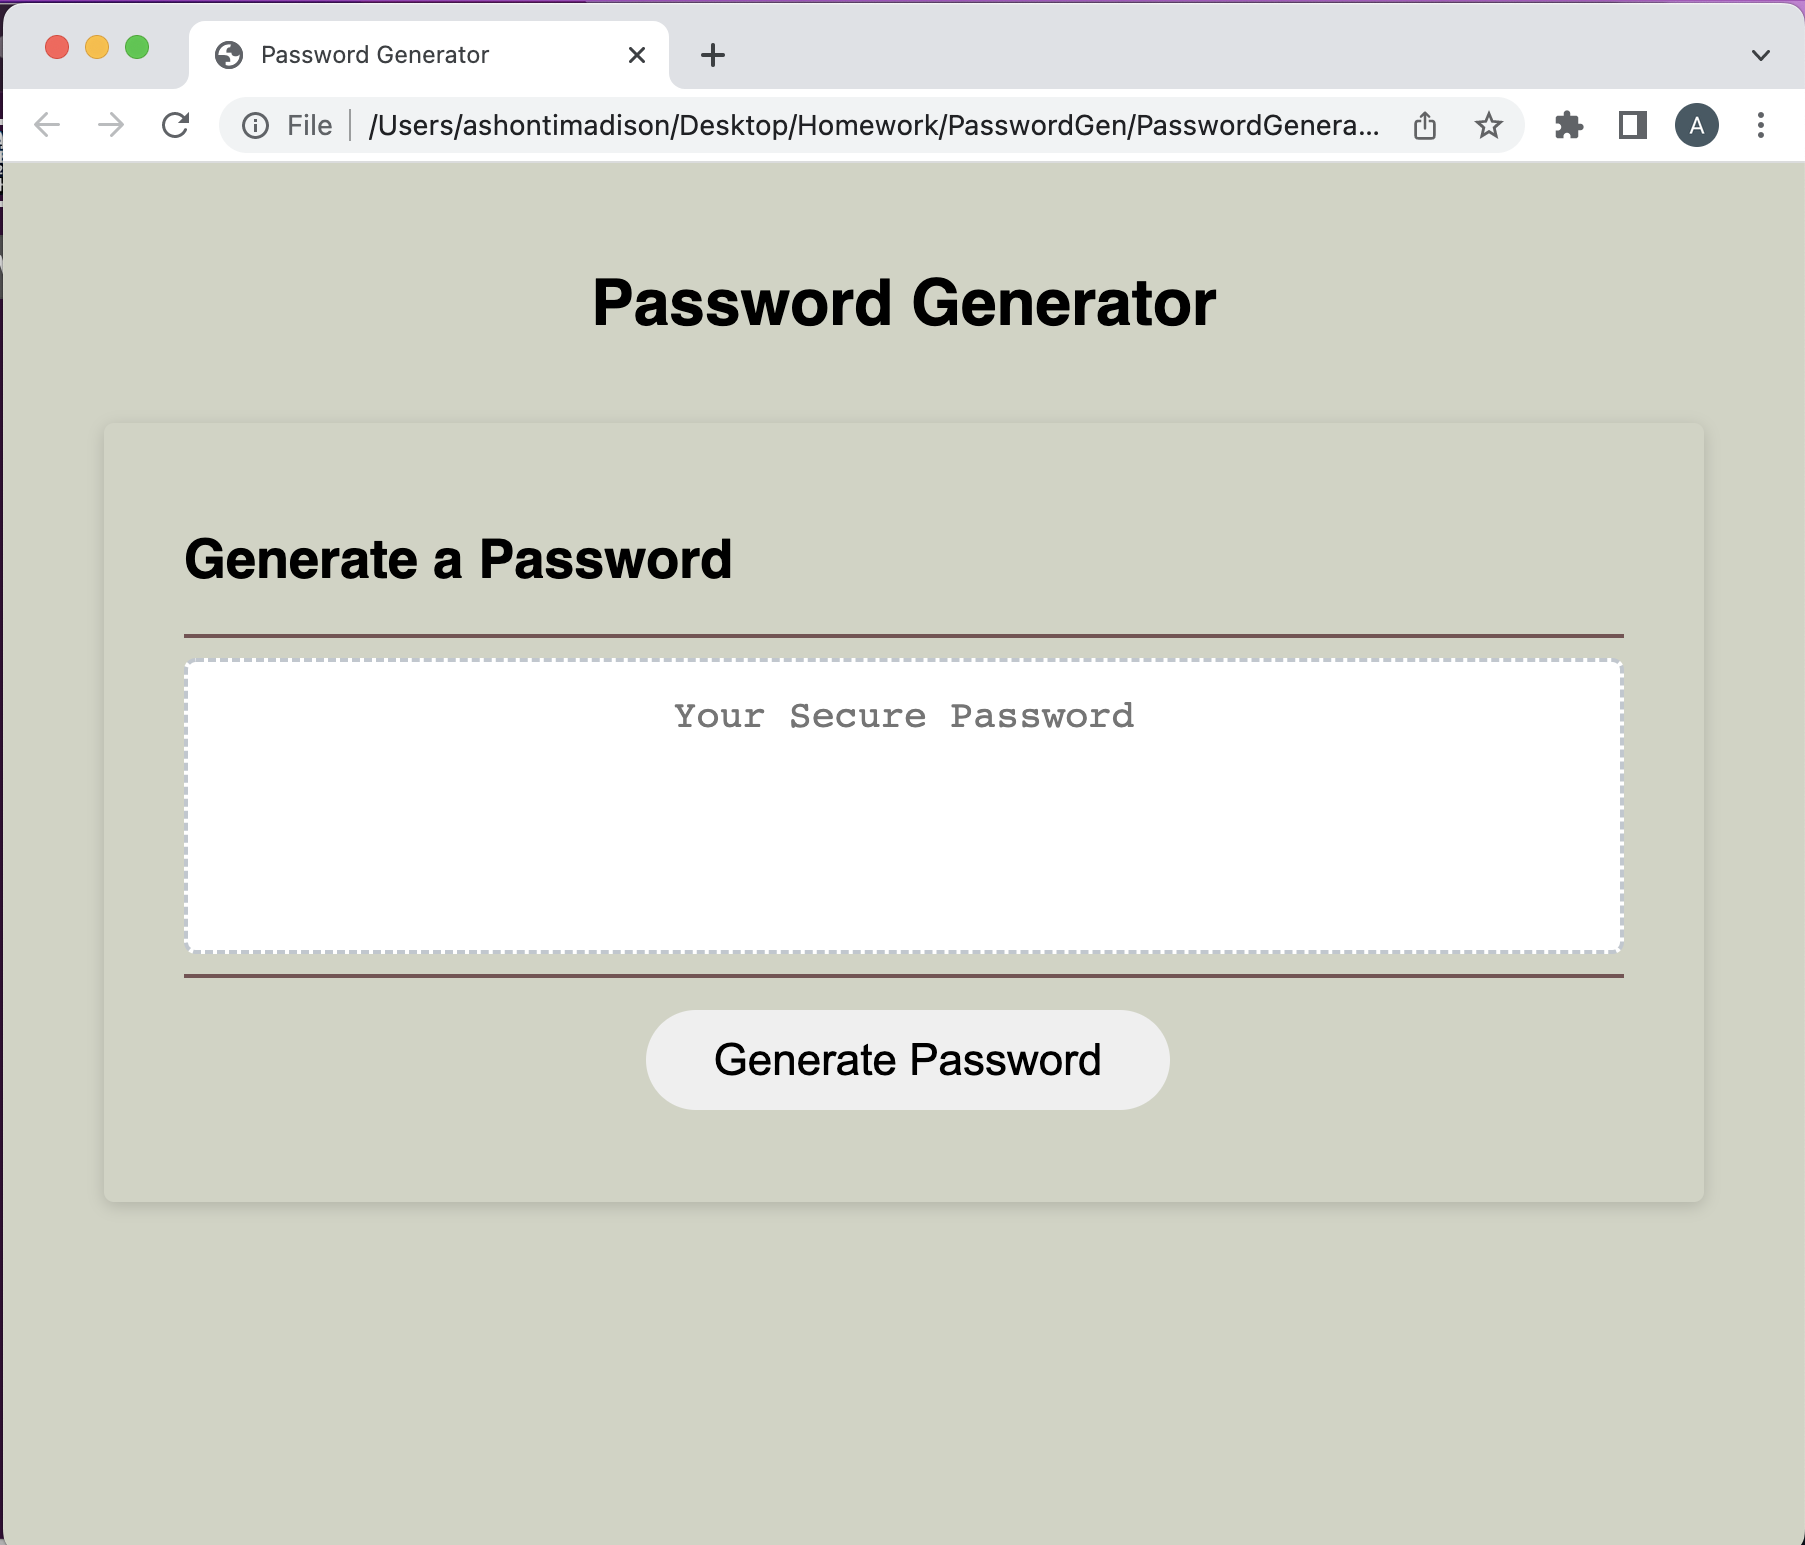 Password Generator
File /Users/ashontimadison/Desktop/Homework/PasswordGen/PasswordGenera...
A
Password Generator
Generate a Password
Your Secure Password
Generate Password